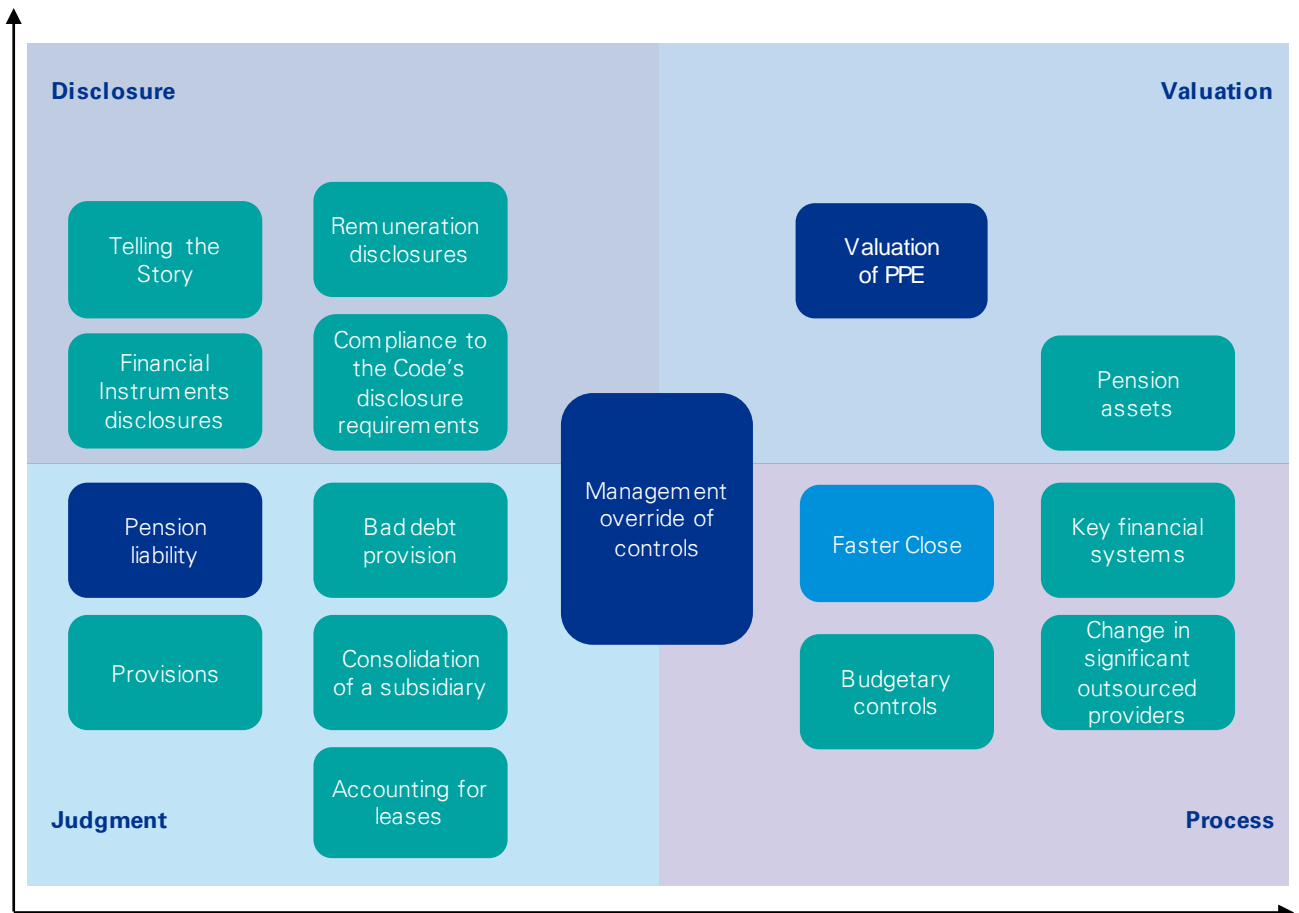 Disclosure
Valuation
Telling the
Story
Remuneration
disclosures
Valuation
of PPE
Financial
Instruments
disclosures
Compliance to
the Code's
disclosure
requirements
Pension
assets
Management
override of
controls
Pension
liability
Bad debt
provision
Faster Close
Key financial
systems
Provisions
Consolidation
of a subsidiary
Budgetary
controls
Change in
significant
outsourced
providers
Accounting for
leases
Judgment
Process